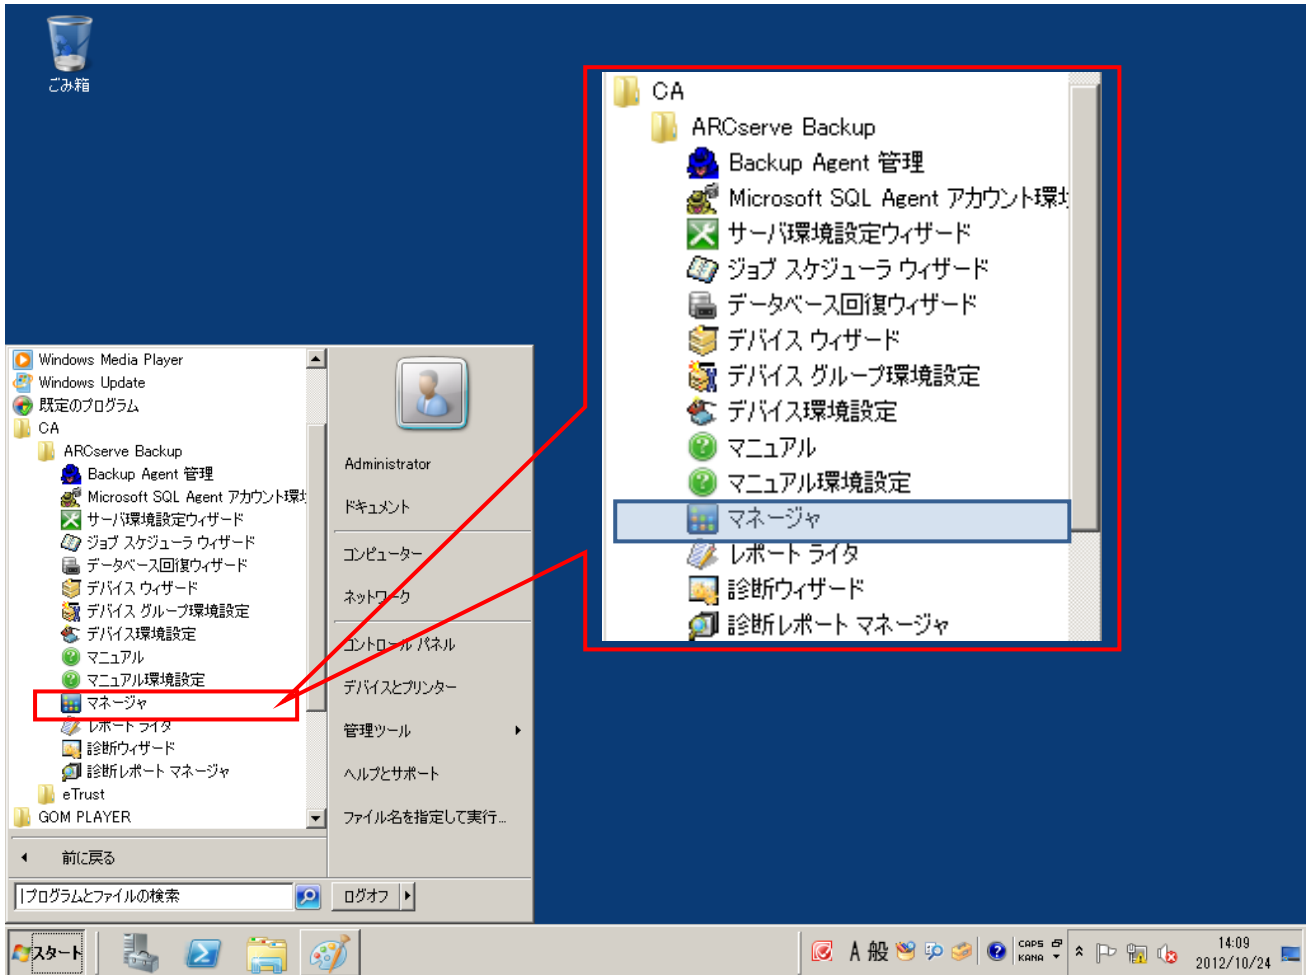 ごみ箱
CA
ARCserve Backup
Backup Agent 管理
Microsoft SQL Agent アカウント環境
サーバ環境設定ウィザード
ジョブ スケジューラ ウィザード
データベース回復ウィザード
デバイス ウィザード
デバイス グループ環境設定
デバイス環境設定
マニュアル
マニュアル環境設定
マネージャ
レポート ライタ
診断ウィザード
診断レポート マネージャ
Windows Media Player
Windows Update
既定のプログラム
CA
ARCserve Backup
Backup Agent 管理
Microsoft SQL Agent アカウント環境
サーバ環境設定ウィザード
ジョブ スケジューラ ウィザード
データベース回復ウィザード
デバイス ウィザード
デバイス グループ環境設定
デバイス環境設定
マニュアル
マニュアル環境設定
マネージャ
レポート ライタ
診断ウィザード
診断レポート マネージャ
eTrust
GOM PLAYER
前に戻る
プログラムとファイルの検索
Administrator
ドキュメント
コンピューター
ネットワーク
コントロール パネル
デバイスとプリンター
管理ツール
ヘルプとサポート
ファイル名を指定して実行...
ログオフ
スタート
A 般
CAPS
KANA
14:09
2012/10/24